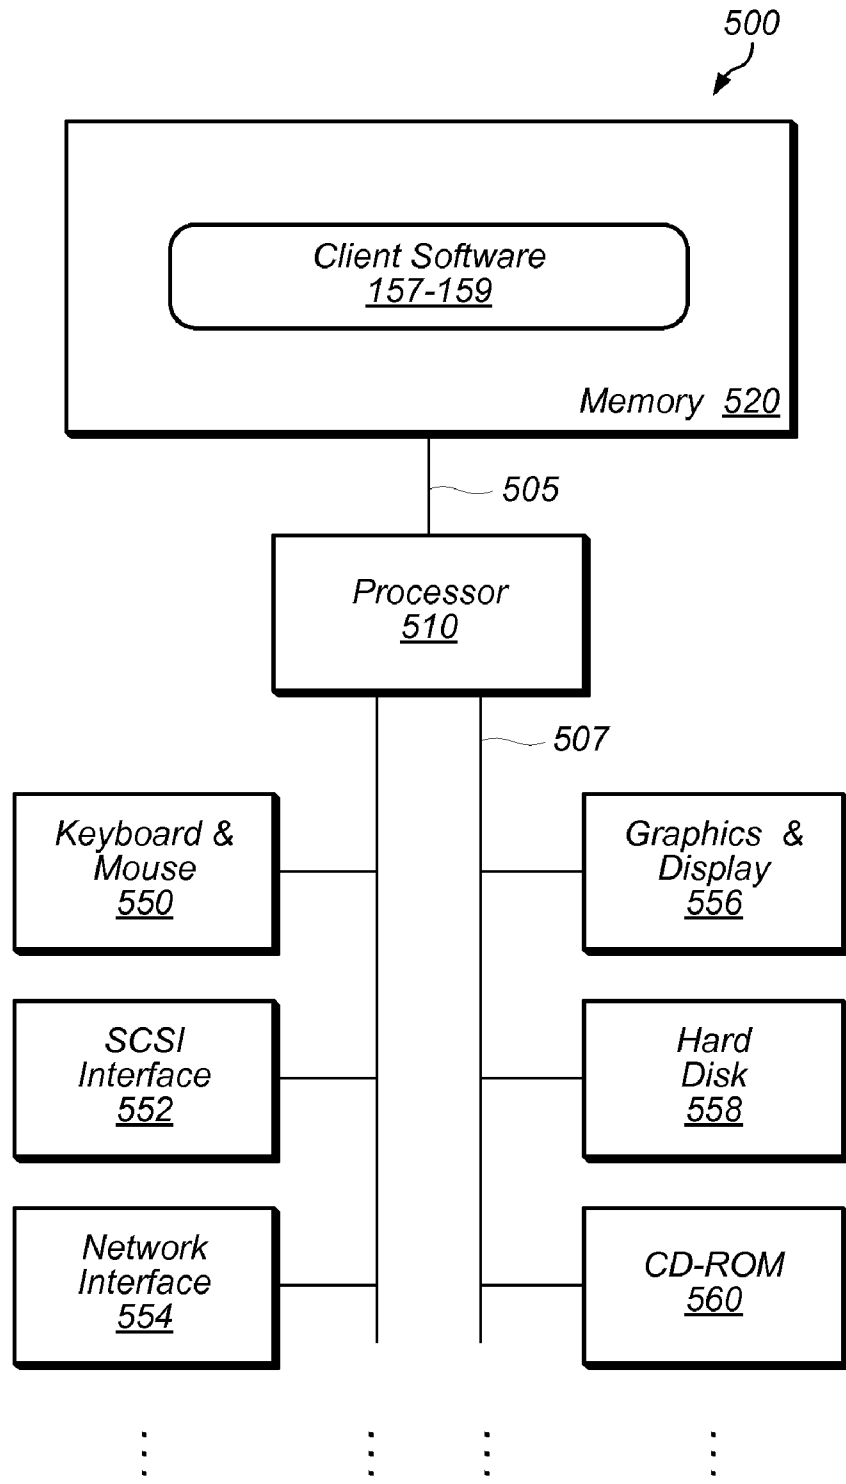 500
Client Software
157-159
Memory 520
505
Processor
510
507
Keyboard &
Mouse
550
Graphics &
Display
556
SCSI
Interface
552
Hard
Disk
558
Network
Interface
554
CD-ROM
560